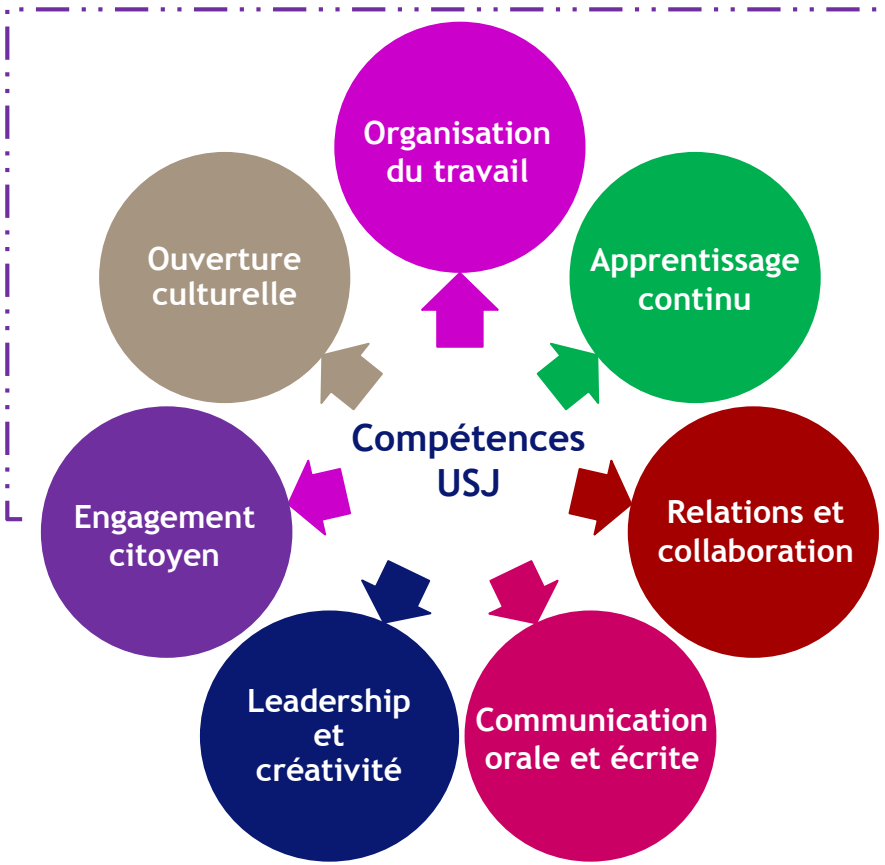 Organisation
du travail
Ouverture
culturelle
Apprentissage
continu
Compétences
USJ
Engagement
citoyen
Relations et
collaboration
Leadership
et
créativité
Communication
orale et écrite